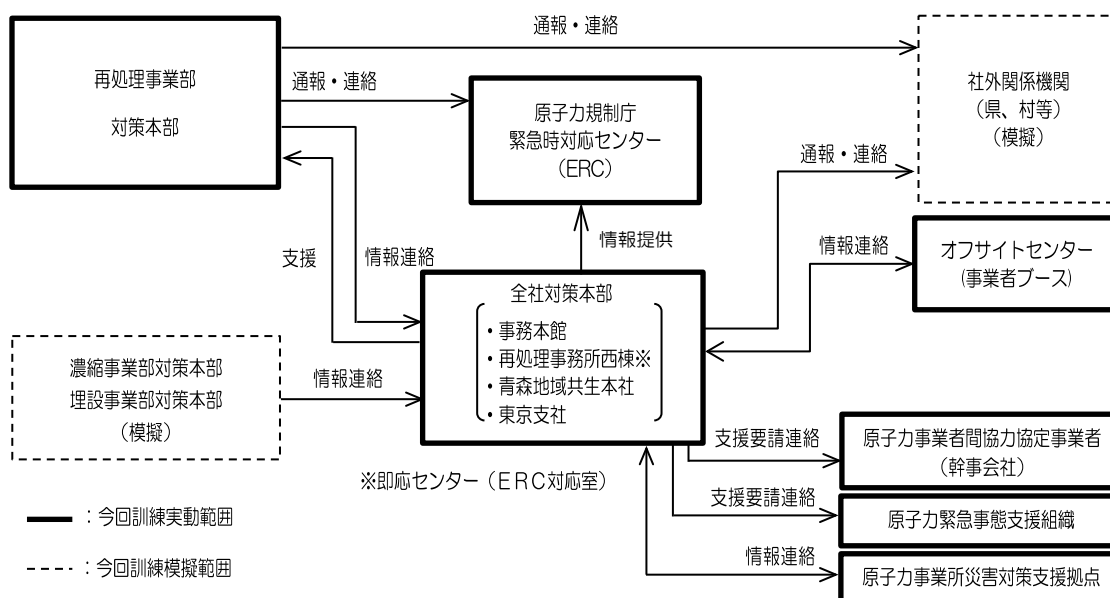 通報・連絡
再処理事業部
対策本部
通報・連絡
原子力規制庁
緊急時対応センター
(ERC)
社外関係機関
(県、村等)
(模擬)
通報・連絡
支援
情報連絡
情報提供
情報連絡
オフサイトセンター
(事業者ブース)
全社対策本部
・事務本館
・再処理事務所西棟※
・青森地域共生本社
・東京支社
濃縮事業部対策本部
埋設事業部対策本部
(模擬)
情報連絡
※即応センター（ＥＲＣ対応室）
支援要請連絡
原子力事業者間協力協定事業者
(幹事会社)
支援要請連絡
原子力緊急事態支援組織
情報連絡
原子力事業所災害対策支援拠点
：今回訓練実動範囲
：今回訓練模擬範囲